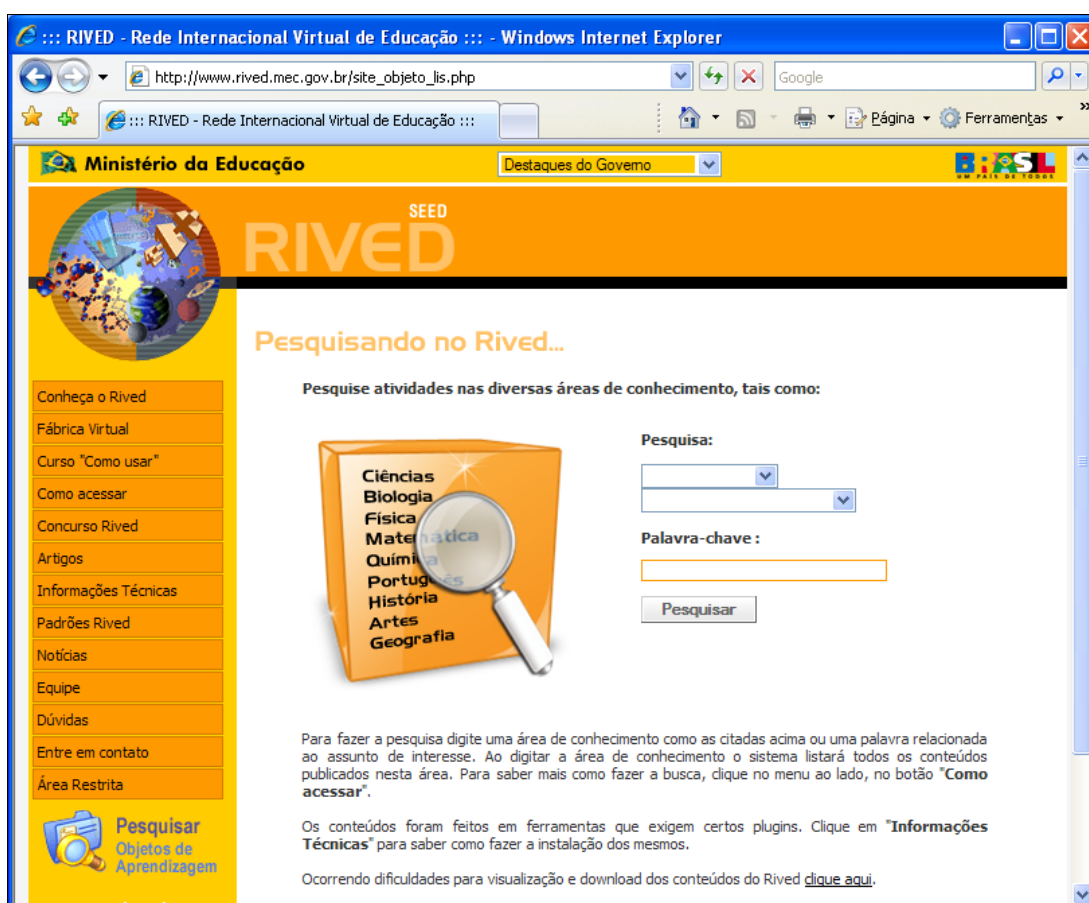 ::: RIVED - Rede Internacional Virtual de Educação ::: - Windows Internet Explorer
http://www.rived.mec.gov.br/site_objeto_lis.php
Google
::: RIVED - Rede Internacional Virtual de Educação :::
Página
Ferramentas
»
Ministério da Educação
Destaques do Governo
BRASIL
UM PAÍS DE TODOS
SEED
RIVED
Pesquisando no Rived...
Pesquise atividades nas diversas áreas de conhecimento, tais como:
Conheça o Rived
Fábrica Virtual
Curso "Como usar"
Como acessar
Concurso Rived
Artigos
Informações Técnicas
Padrões Rived
Notícias
Equipe
Dúvidas
Entre em contato
Área Restrita
Pesquisar
Objetos de
Aprendizagem
Ciências
Biologia
Física
Matemática
Química
Português
História
Artes
Geografia
Pesquisa:
Palavra-chave :
Pesquisar
Para fazer a pesquisa digite uma área de conhecimento como as citadas acima ou uma palavra relacionada
ao assunto de interesse. Ao digitar a área de conhecimento o sistema listará todos os conteúdos
publicados nesta área. Para saber mais como fazer a busca, clique no menu ao lado, no botão "Como
acessar".
Os conteúdos foram feitos em ferramentas que exigem certos plugins. Clique em "Informações
Técnicas" para saber como fazer a instalação dos mesmos.
Ocorrendo dificuldades para visualização e download dos conteúdos do Rived clique aqui.